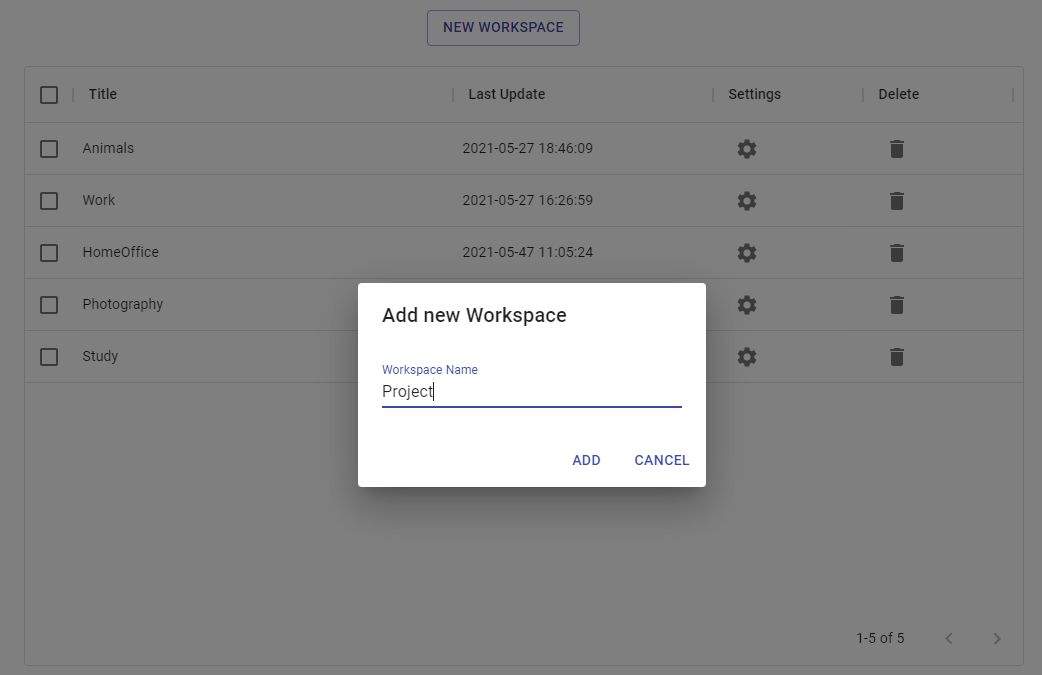 NEW WORKSPACE
Title Last Update Settings Delete
Animals 2021-05-27 18:46:09
Work 2021-05-27 16:26:59
HomeOffice 2021-05-47 11:05:24
Photography
Study
Add new Workspace
Workspace Name
Project
ADD CANCEL
1-5 of 5